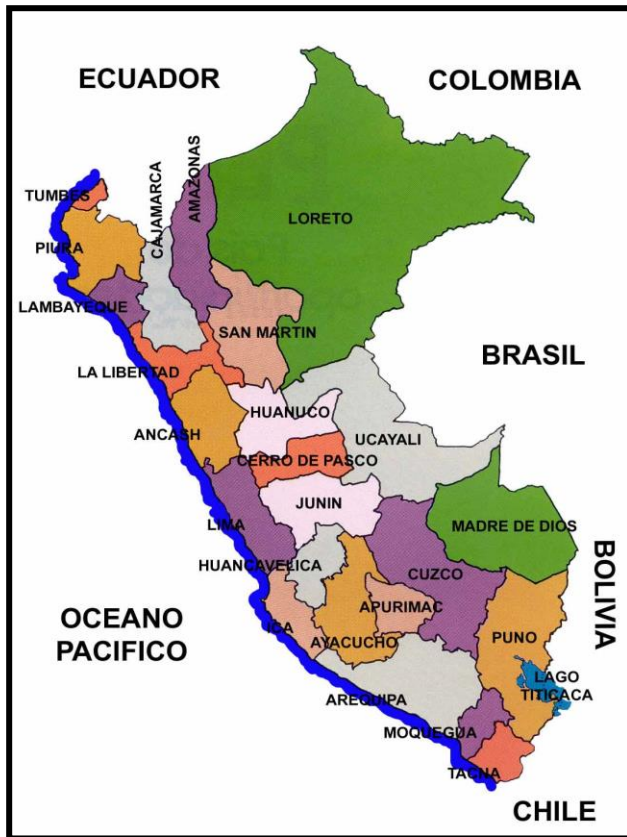 ECUADOR
COLOMBIA
TUMBES
CAJAMARCA
AMAZONAS
LORETO
PIURA
LAMBAYEQUE
SAN MARTIN
BRASIL
LA LIBERTAD
HUANUCO
ANCASH
UCAYALI
CERRO DE PASCO
JUNIN
LIMA
MADRE DE DIOS
HUANCAVELICA
CUZCO
BOLIVIA
APURIMAC
OCEANO
PACIFICO
ICA
AYACUCHO
PUNO
LAGO
TITICACA
AREQUIPA
MOQUEGUA
TACNA
CHILE